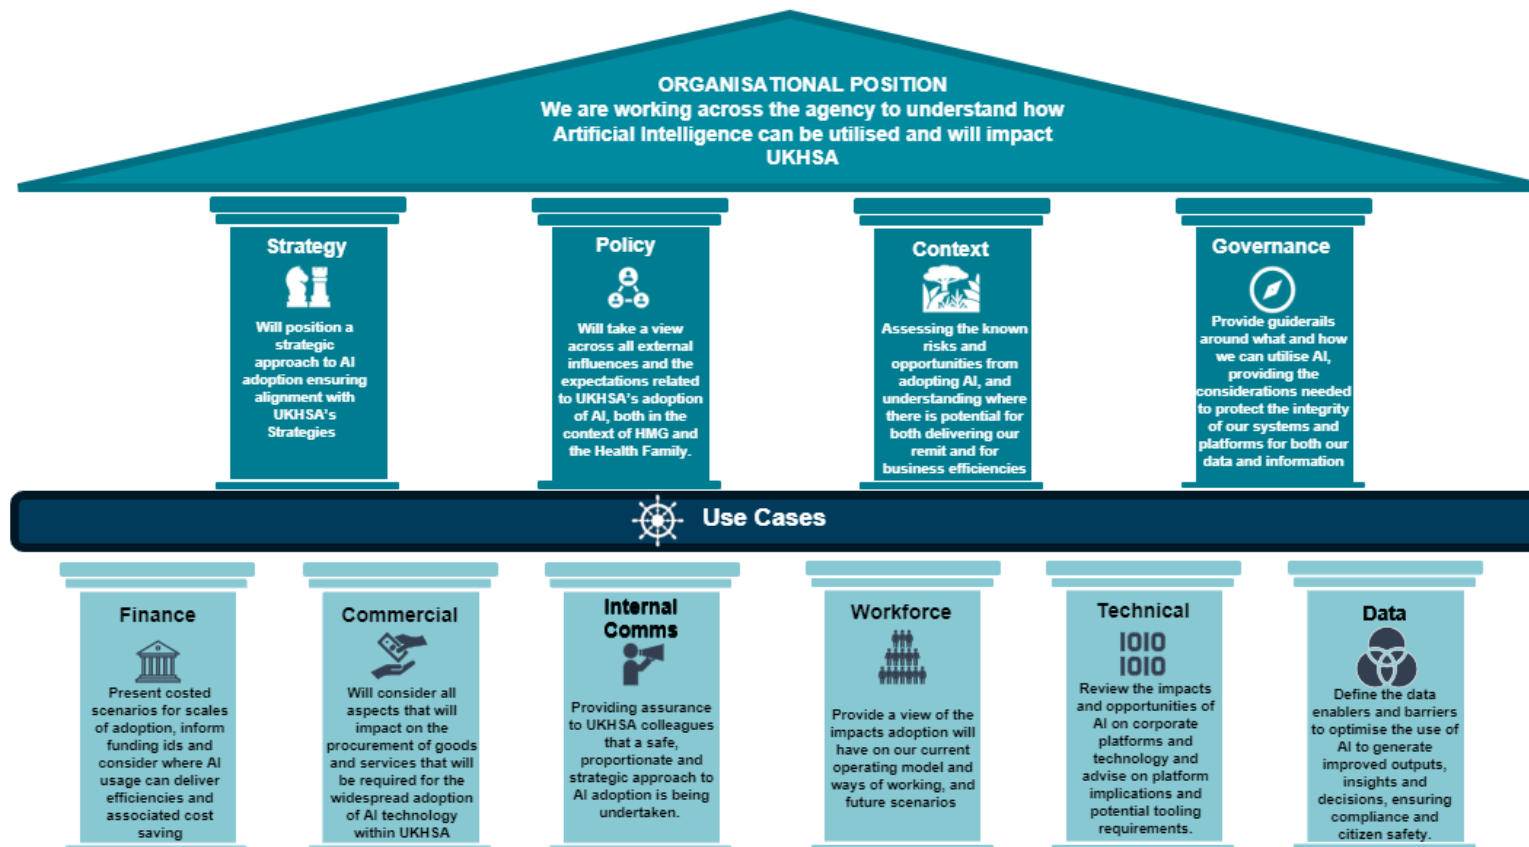 ORGANISATIONAL POSITION
We are working across the agency to understand how
Artificial Intelligence can be utilised and will impact
UKHSA
Strategy
Will position a
strategic
approach to AI
adoption ensuring
alignment with
UKHSA's
Strategies
Policy
Will take a view
across all external
influences and the
expectations related
to UKHSA's adoption
of AI, both in the
context of HMG and
the Health Family.
Context
Assessing the known
risks and
opportunities from
adopting AI, and
understanding where
there is potential for
both delivering our
remit and for
business efficiencies
Governance
Provide guiderails
around what and how
we can utilise AI,
providing the
considerations needed
to protect the integrity
of our systems and
platforms for both our
data and information
Use Cases
Finance
Present costed
scenarios for scales
of adoption, inform
funding ids and
consider where AI
usage can deliver
efficiencies and
associated cost
saving
Commercial
Will consider all
aspects that will
impact on the
procurement of goods
and services that will
be required for the
widespread adoption
of AI technology
within UKHSA
Internal
Comms
Providing assurance
to UKHSA colleagues
that a safe,
proportionate and
strategic approach to
AI adoption is being
undertaken.
Workforce
Provide a view of the
impacts adoption will
have on our current
operating model and
ways of working, and
future scenarios
Technical
1010
1010
Review the impacts
and opportunities of
AI on corporate
platforms and
technology and
advise on platform
implications and
potential tooling
requirements.
Data
Define the data
enablers and barriers
to optimise the use of
AI to generate
improved outputs,
insights and
decisions, ensuring
compliance and
citizen safety.